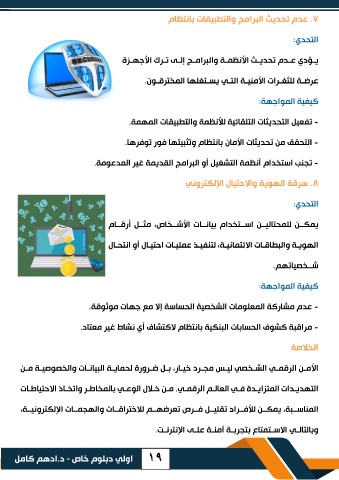 ٧. عدم تحديث البرامج والتطبيقات بانتظام
التحدي:
يؤدي عدم تحديث الأنظمة والبرامج إلى ترك الأجهزة
عرضة للثغرات الأمنية التي يستغلها المخترقون.
SECURITY
كيفية المواجهة:
- تفعيل التحديثات التلقائية للأنظمة والتطبيقات المهمة.
- التحقق من تحديثات الأمان بانتظام وتثبيتها فور توفرها.
- تجنب استخدام أنظمة التشغيل أو البرامج القديمة غير المدعومة.
٨. سرقة الهوية والاحتيال الإلكتروني
التحدي:
يمكن للمحتالين استخدام بيانات الأشخاص، مثل أرقام
الهوية والبطاقات الائتمانية، لتنفيذ عمليات احتيال أو انتحال
شخصياتهم.
كيفية المواجهة:
- عدم مشاركة المعلومات الشخصية الحساسة إلا مع جهات موثوقة.
- مراقبة كشوف الحسابات البنكية بانتظام لاكتشاف أي نشاط غير معتاد.
الخلاصة
الأمن الرقمي الشخصي ليس مجرد خيار، بل ضرورة لحماية البيانات والخصوصية من
التهديدات المتزايدة في العالم الرقمي. من خلال الوعي بالمخاطر واتخاذ الاحتياطات
المناسبة، يمكن للأفراد تقليل فرص تعرضهم للاختراقات والهجمات الإلكترونية،
وبالتالي الاستمتاع بتجربة آمنة على الإنترنت.
١٩
اولي دبلوم خاص - د.ادهم كامل